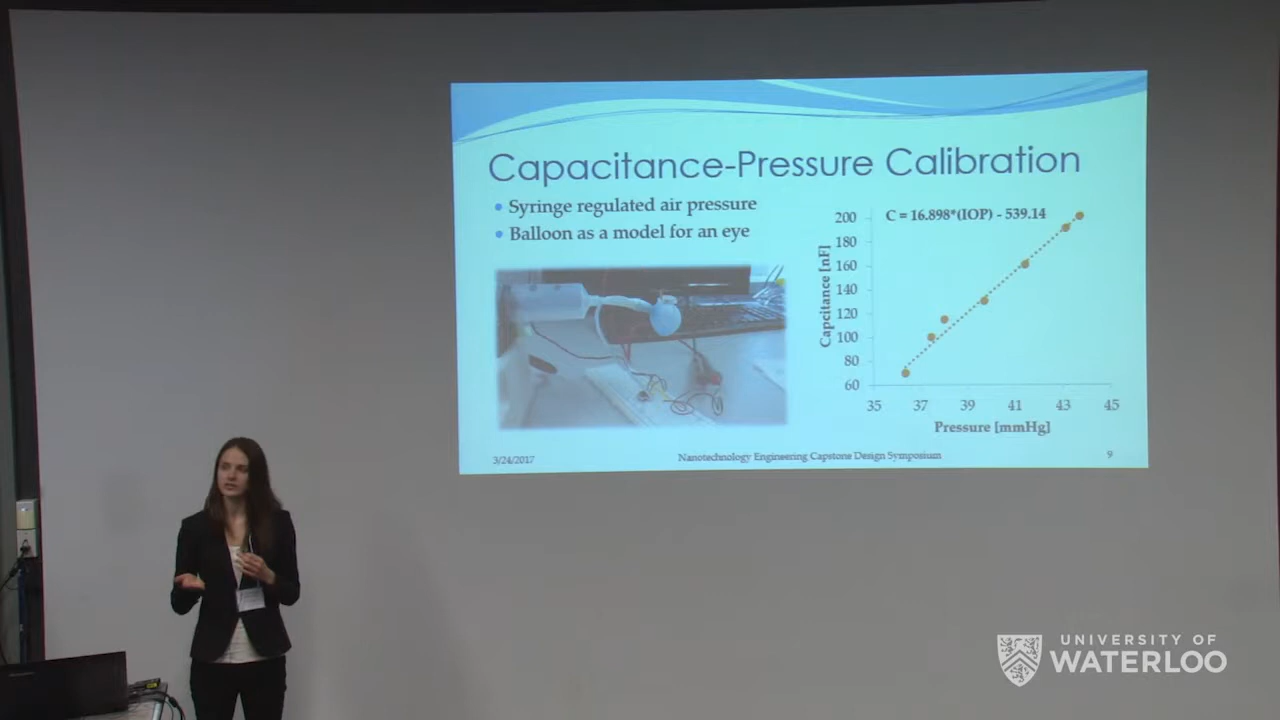 Capacitance-Pressure Calibration
• Syringe regulated air pressure
• Balloon as a model for an eye
C = 16.898*(IOP) - 539.14
Capcitance [nF]
200
180
160
140
120
100
80
60
35 37 39 41 43 45
Pressure [mmHg]
3/24/2017
Nanotechnology Engineering Capstone Design Symposium
9
UNIVERSITY OF
WATERLOO